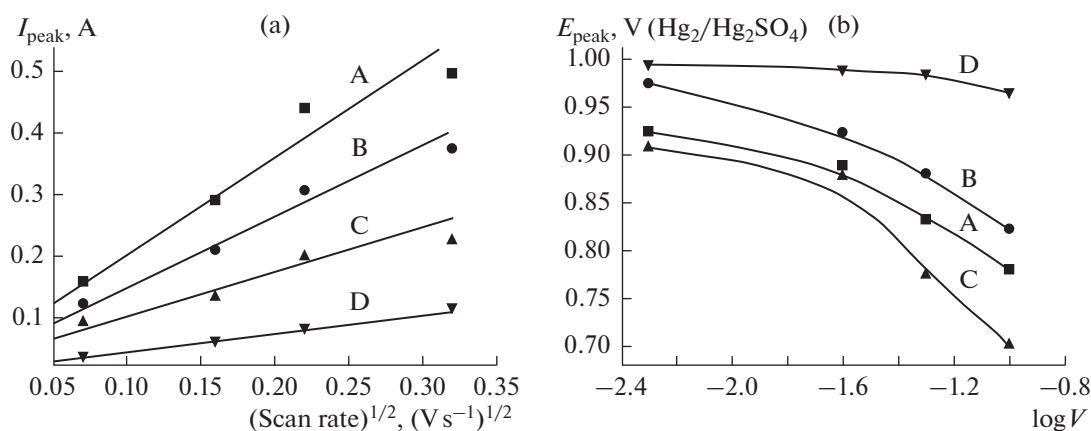 I_peak, A
(a)
0.5
0.4
0.3
0.2
0.1
A
B
C
D
0.05 0.10 0.15 0.20 0.25 0.30 0.35
(Scan rate)^1/2, (V s^−1)^1/2
E_peak, V (Hg_2/Hg_2SO_4) (b)
1.00
0.95
0.90
0.85
0.80
0.75
0.70
D
B
A
C
−2.4 −2.0 −1.6 −1.2 −0.8
log V